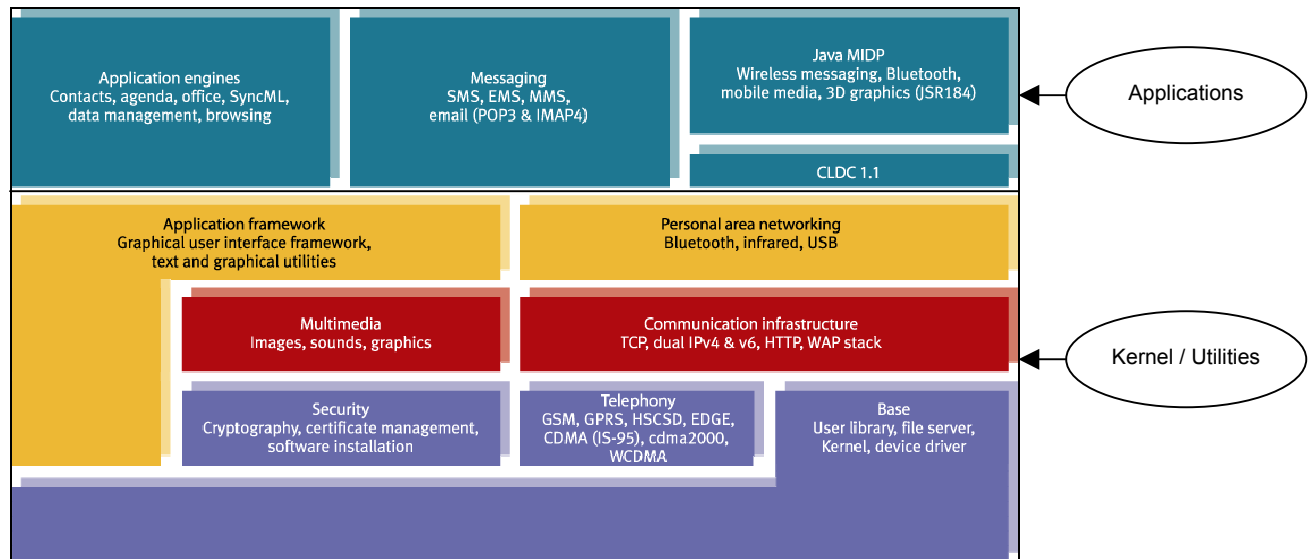 Application engines
Contacts, agenda, office, SyncML,
data management, browsing
Messaging
SMS, EMS, MMS,
email (POP3 & IMAP4)
Java MIDP
Wireless messaging, Bluetooth,
mobile media, 3D graphics (JSR184)
CLDC 1.1
Applications
Application framework
Graphical user interface framework,
text and graphical utilities
Personal area networking
Bluetooth, infrared, USB
Multimedia
Images, sounds, graphics
Communication infrastructure
TCP, dual IPv4 & v6, HTTP, WAP stack
Kernel / Utilities
Security
Cryptography, certificate management,
software installation
Telephony
GSM, GPRS, HSCSD, EDGE,
CDMA (IS-95), cdma2000,
WCDMA
Base
User library, file server,
Kernel, device driver